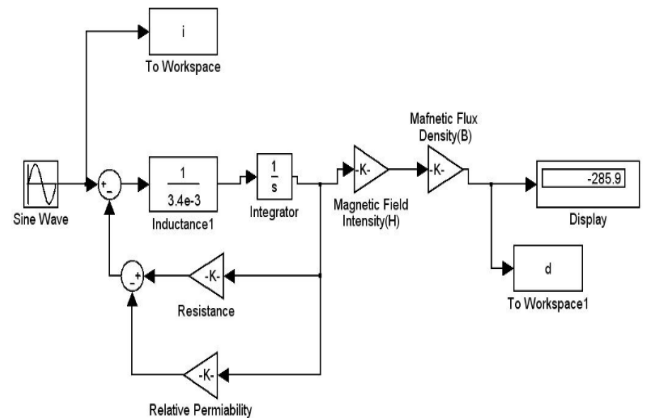 i
To Workspace
Mafnetic Flux
Density(B)
Sine Wave
+
-
1
3.4e-3
Inductance1
1
s
Integrator
-K-
Magnetic Field
Intensity(H)
-K-
-285.9
Display
d
To Workspace1
-
+
-K-
Resistance
-K-
Relative Permiability